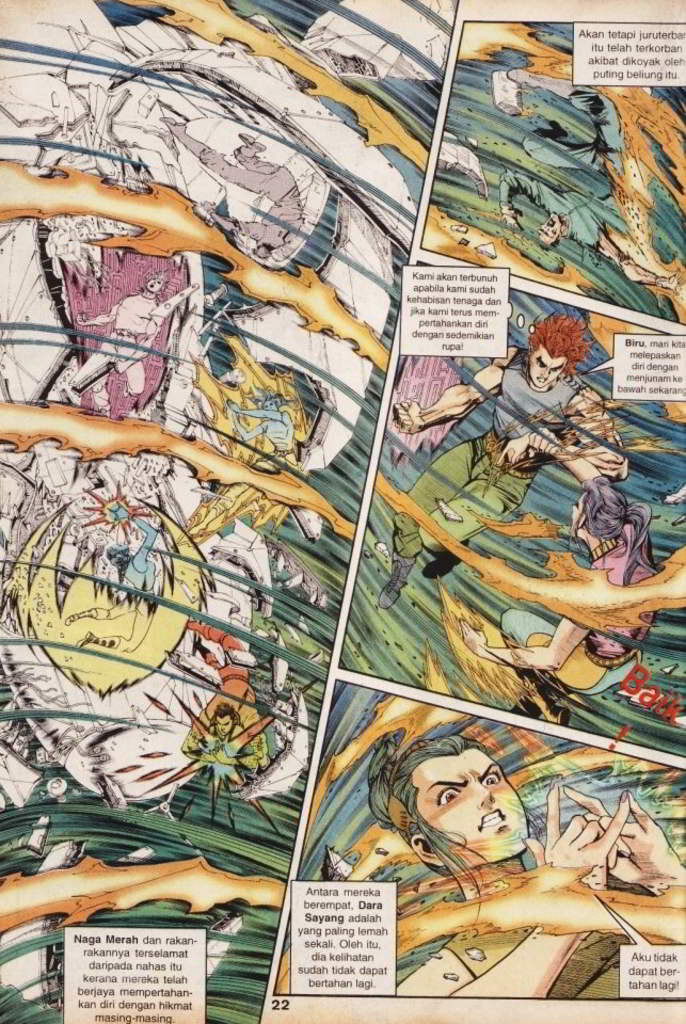 Naga Merah dan rakan-
rakannya terselamat
daripada nahas itu
kerana mereka telah
berjaya mempertahan-
kan diri dengan hikmat
masing-masing.
Akan tetapi juruterba
itu telah terkorban
akibat dikoyak oleh
puting beliung itu.
Kami akan terbunuh
apabila kami sudah
kehabisan tenaga dan
jika kami terus mem-
pertahankan diri
dengan sedemikian
rupa!
Biru, mari kita
melepaskan
diri dengan
menjunam ke
bawah sekarang
Baik
!
Antara mereka
berempat, Dara
Sayang adalah
yang paling lemah
sekali. Oleh itu,
dia kelihatan
sudah tidak dapat
bertahan lagi.
Aku tidak
dapat ber-
tahan lagi!
22